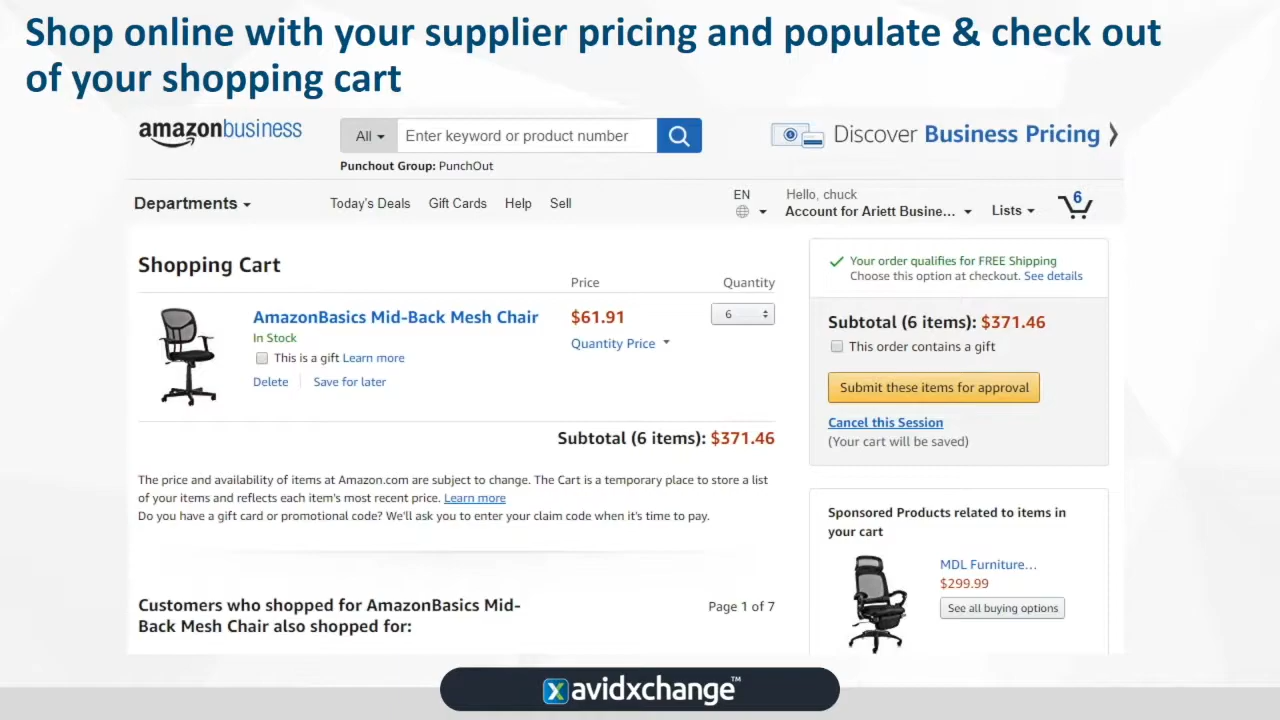 Shop online with your supplier pricing and populate & check out
of your shopping cart
amazonbusiness
All
Enter keyword or product number
Discover Business Pricing
Punchout Group: PunchOut
Departments
Today's Deals Gift Cards Help Sell
EN
Hello, chuck
Account for Ariett Busine...
Lists
6
Shopping Cart
Price
Quantity
AmazonBasics Mid-Back Mesh Chair
$61.91
6
In Stock
Quantity Price
This is a gift Learn more
Delete
Save for later
Subtotal (6 items): $371.46
The price and availability of items at Amazon.com are subject to change. The Cart is a temporary place to store a list
of your items and reflects each item's most recent price. Learn more
Do you have a gift card or promotional code? We'll ask you to enter your claim code when it's time to pay.
Customers who shopped for AmazonBasics Mid-
Back Mesh Chair also shopped for:
Page 1 of 7
Your order qualifies for FREE Shipping
Choose this option at checkout. See details
Subtotal (6 items): $371.46
This order contains a gift
Submit these items for approval
Cancel this Session
(Your cart will be saved)
Sponsored Products related to items in
your cart
MDL Furniture...
$299.99
See all buying options
avidxchange™